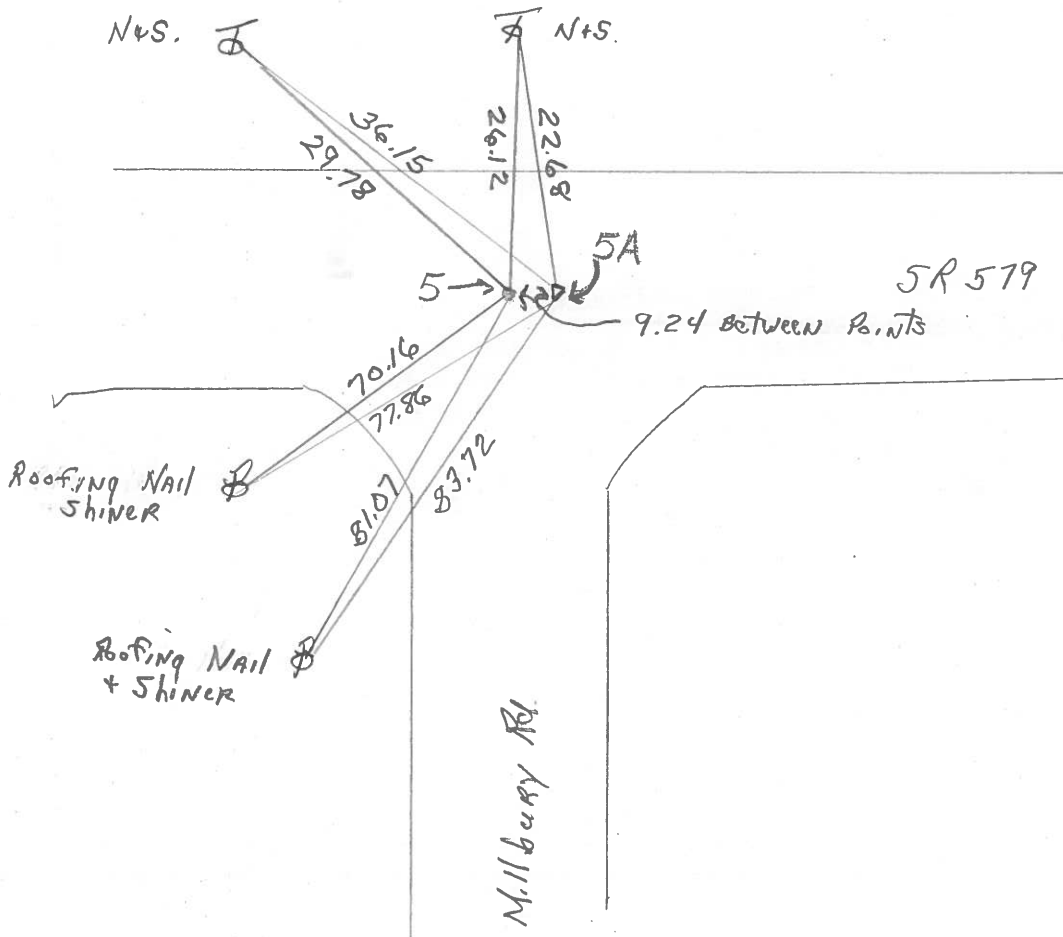 N&S.
N+S.
36.15
29.78
26.12
22.68
5A
5
SR 579
9.24 Between Points
70.16
77.86
Roofing Nail
Shiner
81.07
83.72
Roofing Nail
+ Shiner
Millbury Rd.